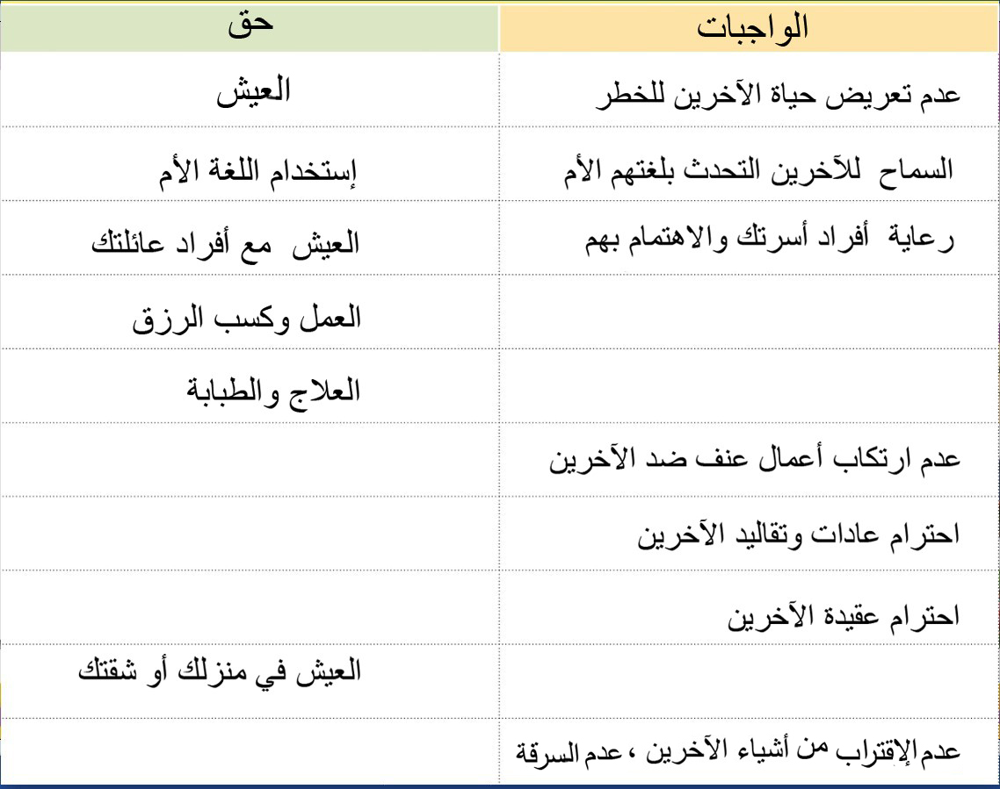 الواجبات
حق
عدم تعريض حياة الآخرين للخطر
العيش
السماح للآخرين التحدث بلغتهم الأم
إستخدام اللغة الأم
رعاية أفراد أسرتك والاهتمام بهم
العيش مع أفراد عائلتك
العمل وكسب الرزق
العلاج والطبابة
عدم ارتكاب أعمال عنف ضد الآخرين
احترام عادات وتقاليد الآخرين
احترام عقيدة الآخرين
العيش في منزلك أو شقتك
عدم الإقتراب من أشياء الآخرين ، عدم السرقة